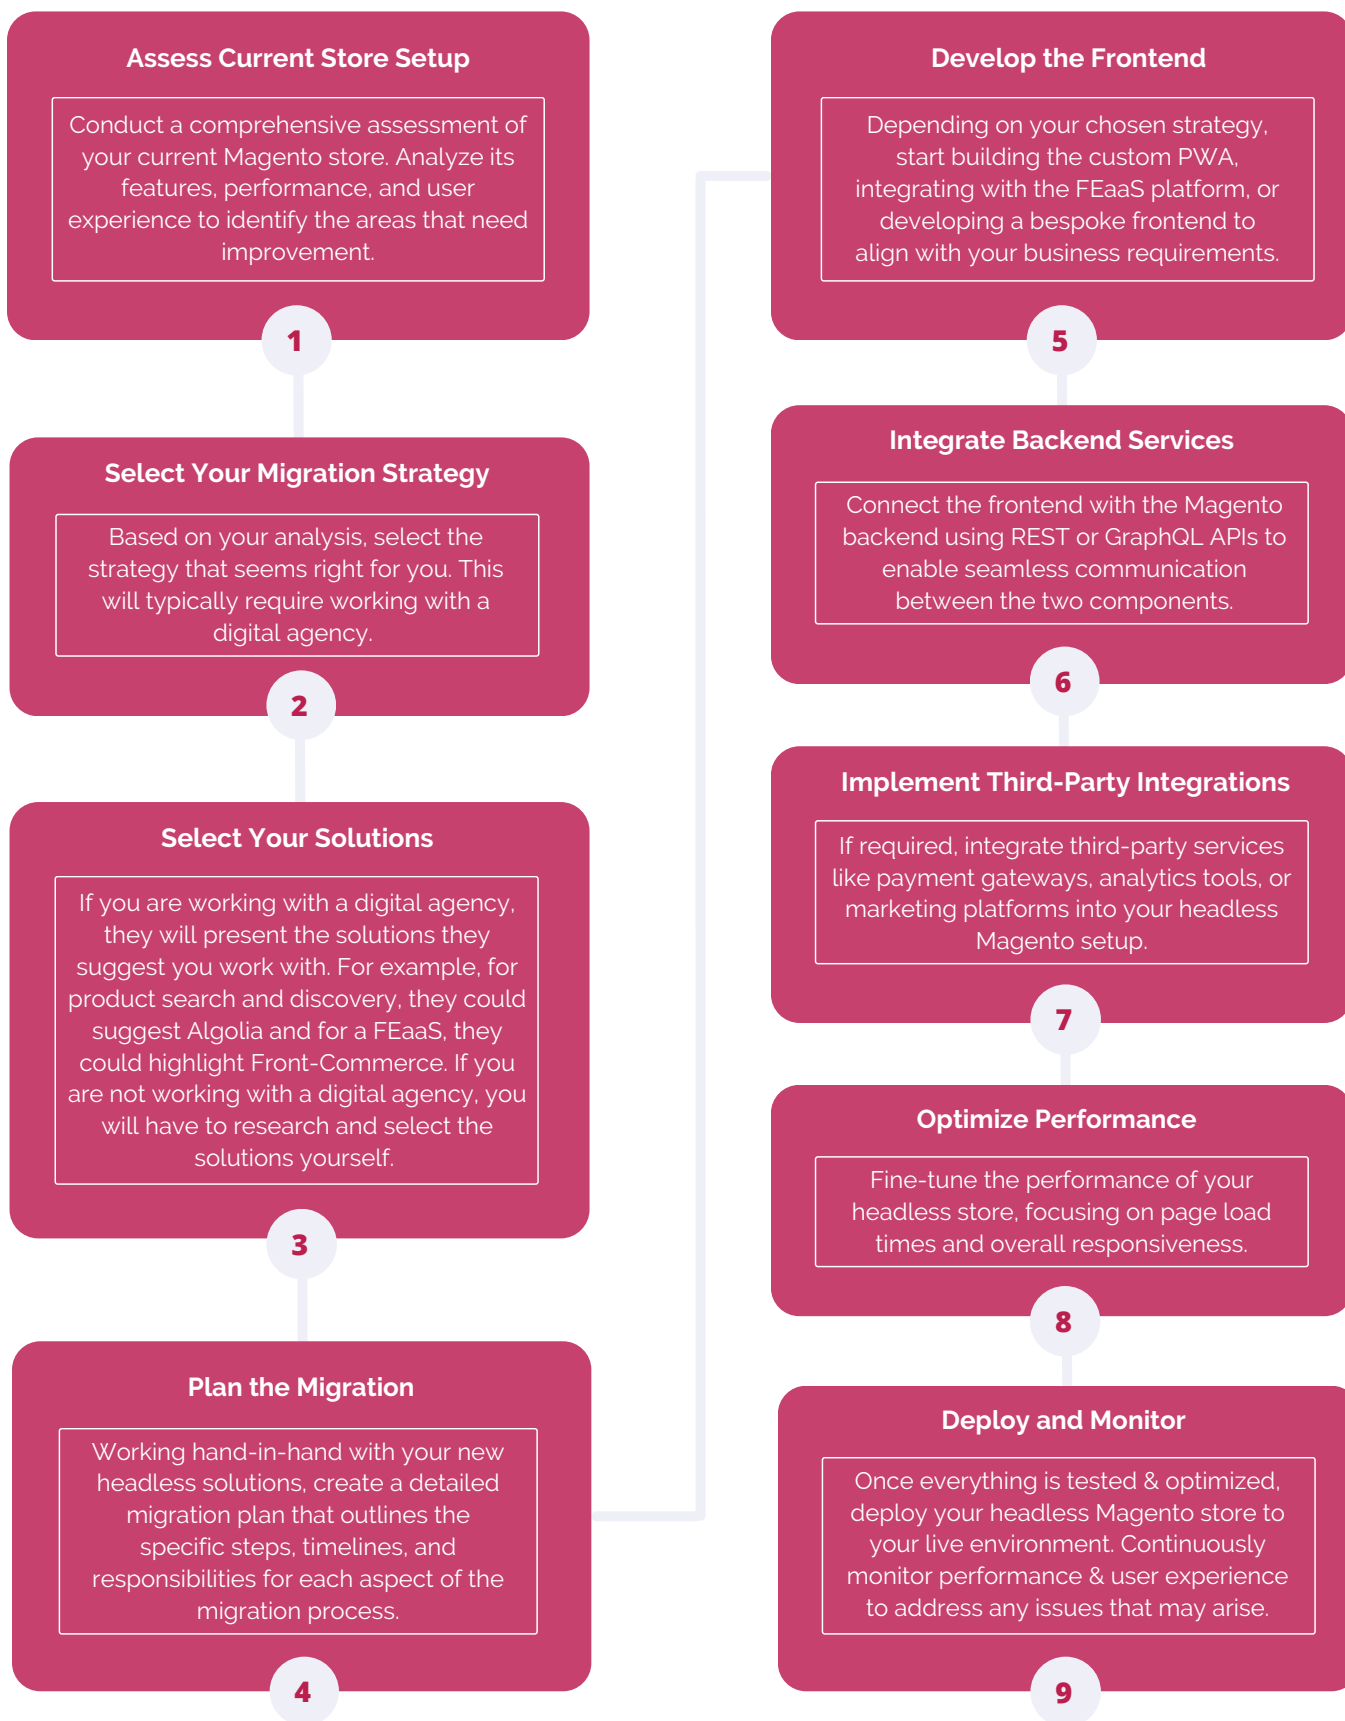 Assess Current Store Setup
Conduct a comprehensive assessment of
your current Magento store. Analyze its
features, performance, and user
experience to identify the areas that need
improvement.
1
Select Your Migration Strategy
Based on your analysis, select the
strategy that seems right for you. This
will typically require working with a
digital agency.
2
Select Your Solutions
If you are working with a digital agency,
they will present the solutions they
suggest you work with. For example, for
product search and discovery, they could
suggest Algolia and for a FEaaS, they
could highlight Front-Commerce. If you
are not working with a digital agency, you
will have to research and select the
solutions yourself.
3
Plan the Migration
Working hand-in-hand with your new
headless solutions, create a detailed
migration plan that outlines the
specific steps, timelines, and
responsibilities for each aspect of the
migration process.
4
Develop the Frontend
Depending on your chosen strategy,
start building the custom PWA,
integrating with the FEaaS platform, or
developing a bespoke frontend to
align with your business requirements.
5
Integrate Backend Services
Connect the frontend with the Magento
backend using REST or GraphQL APIs to
enable seamless communication
between the two components.
6
Implement Third-Party Integrations
If required, integrate third-party services
like payment gateways, analytics tools, or
marketing platforms into your headless
Magento setup.
7
Optimize Performance
Fine-tune the performance of your
headless store, focusing on page load
times and overall responsiveness.
8
Deploy and Monitor
Once everything is tested & optimized,
deploy your headless Magento store to
your live environment. Continuously
monitor performance & user experience
to address any issues that may arise.
9